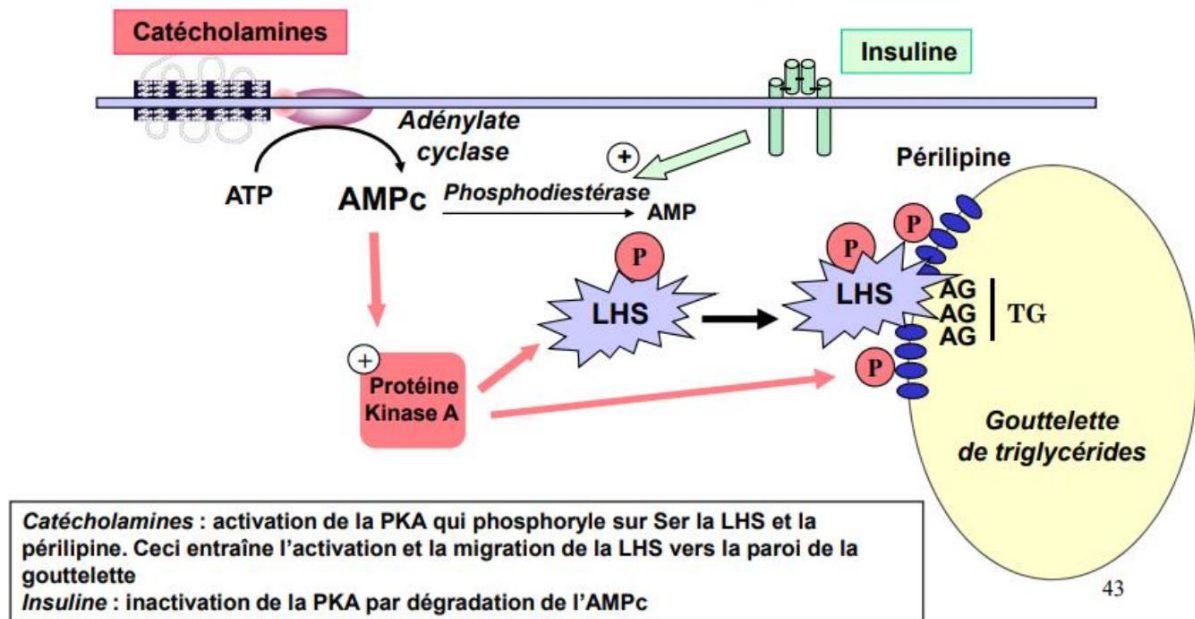 Catécholamines
Insuline
Adénylate
cyclase
Périlipine
ATP
AMPc
Phosphodiestérase
AMP
+
P
LHS
P
LHS
P
AG
AG
AG
TG
P
+
Protéine
Kinase A
Gouttelette
de triglycérides
Catécholamines : activation de la PKA qui phosphoryle sur Ser la LHS et la
périlipine. Ceci entraîne l'activation et la migration de la LHS vers la paroi de la
gouttelette
Insuline : inactivation de la PKA par dégradation de l'AMPc
43